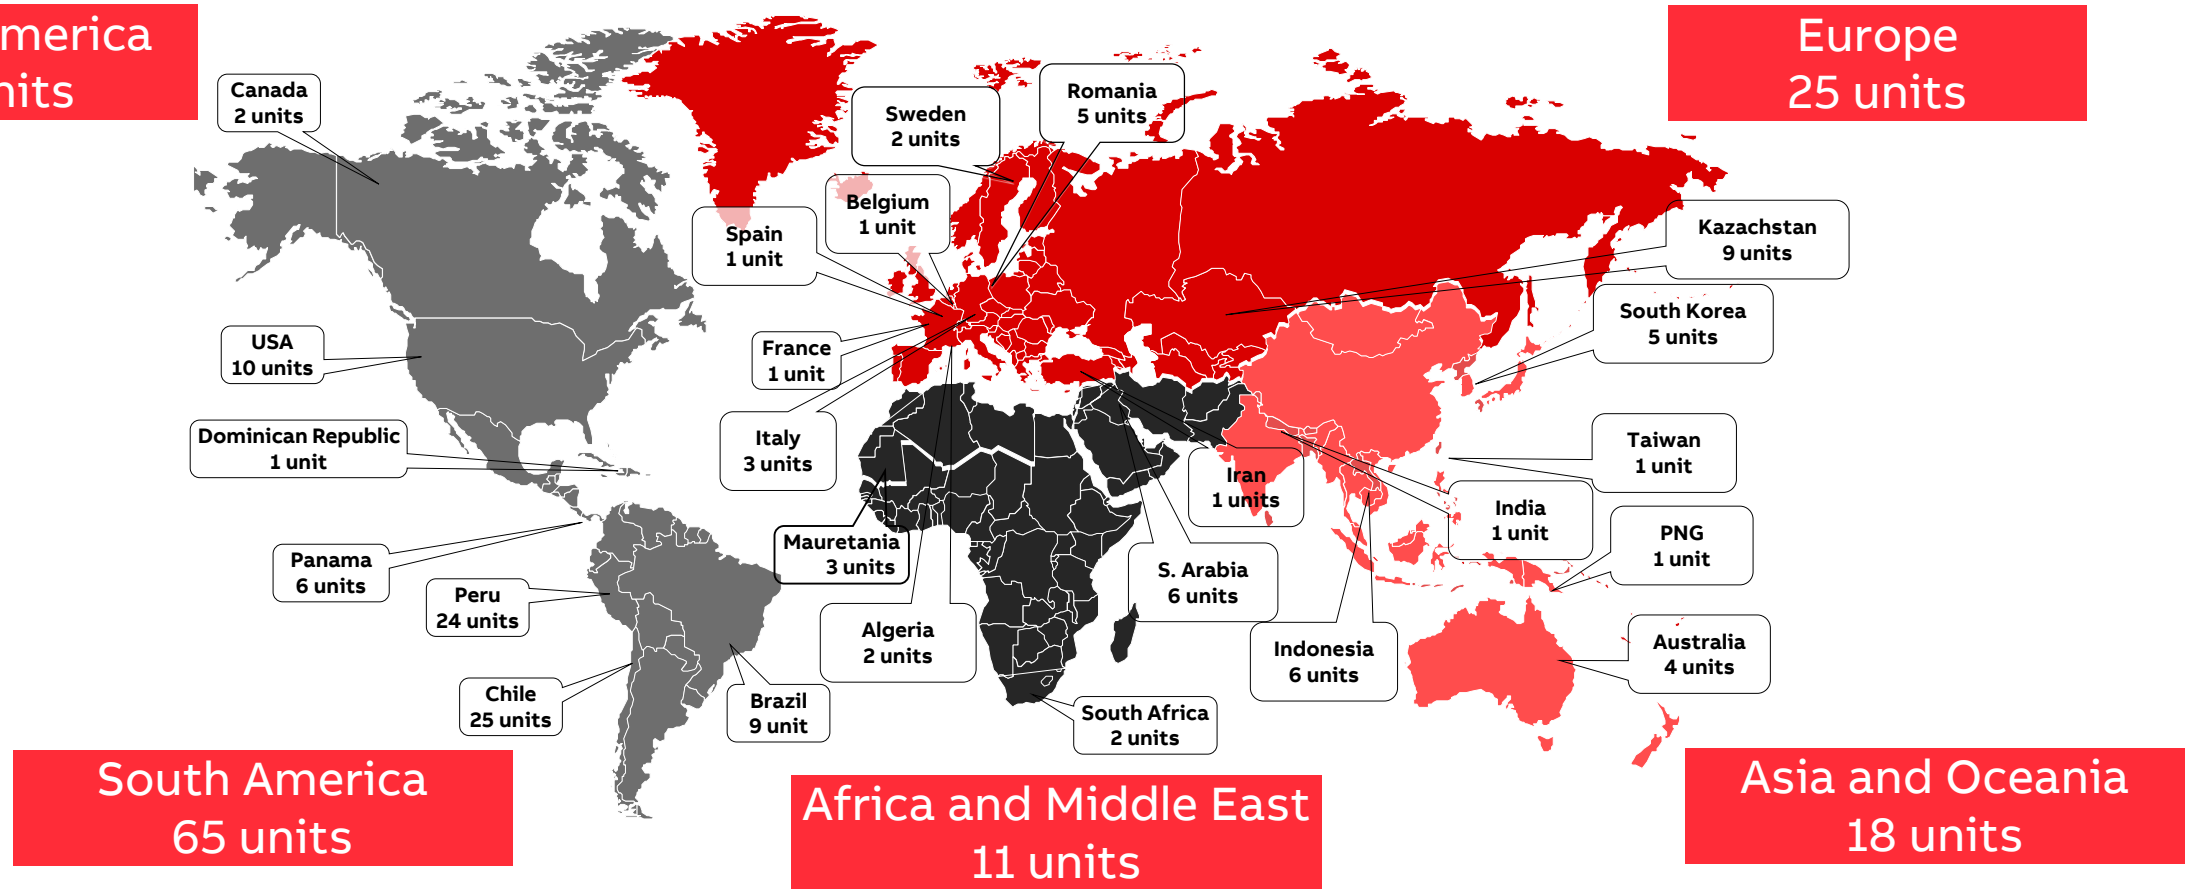 merica
nits
Europe
25 units
Canada
2 units
Sweden
2 units
Romania
5 units
Belgium
1 unit
Spain
1 unit
Kazachstan
9 units
South Korea
5 units
USA
10 units
France
1 unit
Dominican Republic
1 unit
Italy
3 units
Taiwan
1 unit
Iran
1 units
India
1 unit
PNG
1 unit
Mauretania
3 units
Panama
6 units
Peru
24 units
S. Arabia
6 units
Algeria
2 units
Indonesia
6 units
Australia
4 units
Chile
25 units
Brazil
9 unit
South Africa
2 units
South America
65 units
Africa and Middle East
11 units
Asia and Oceania
18 units